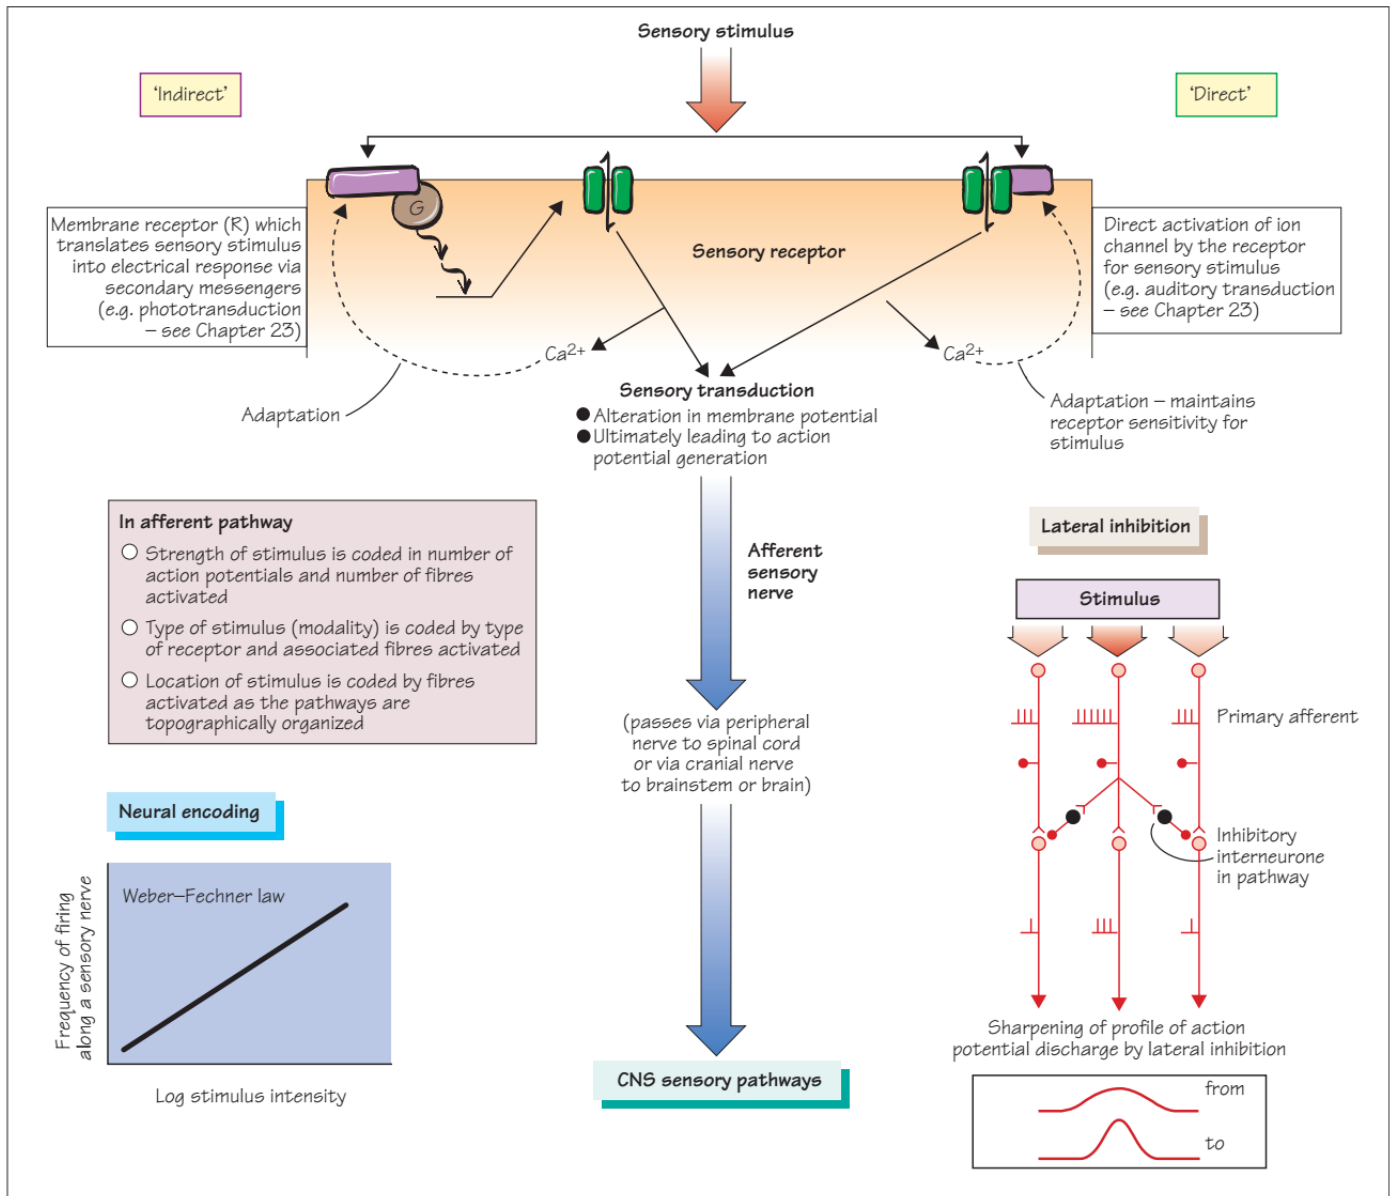 Sensory stimulus
'Indirect'
'Direct'
G
Membrane receptor (R) which
translates sensory stimulus
into electrical response via
secondary messengers
(e.g. phototransduction
– see Chapter 23)
Sensory receptor
Direct activation of ion
channel by the receptor
for sensory stimulus
(e.g. auditory transduction
– see Chapter 23)
Ca2+
Ca2+
Adaptation
Sensory transduction
Alteration in membrane potential
Ultimately leading to action
potential generation
Adaptation – maintains
receptor sensitivity for
stimulus
In afferent pathway
Strength of stimulus is coded in number of
action potentials and number of fibres
activated
Type of stimulus (modality) is coded by type
of receptor and associated fibres activated
Location of stimulus is coded by fibres
activated as the pathways are
topographically organized
Afferent
sensory
nerve
(passes via peripheral
nerve to spinal cord
or via cranial nerve
to brainstem or brain)
CNS sensory pathways
Neural encoding
Weber–Fechner law
Frequency of firing
along a sensory nerve
Log stimulus intensity
Lateral inhibition
Stimulus
Primary afferent
Inhibitory
interneurone
in pathway
Sharpening of profile of action
potential discharge by lateral inhibition
from
to